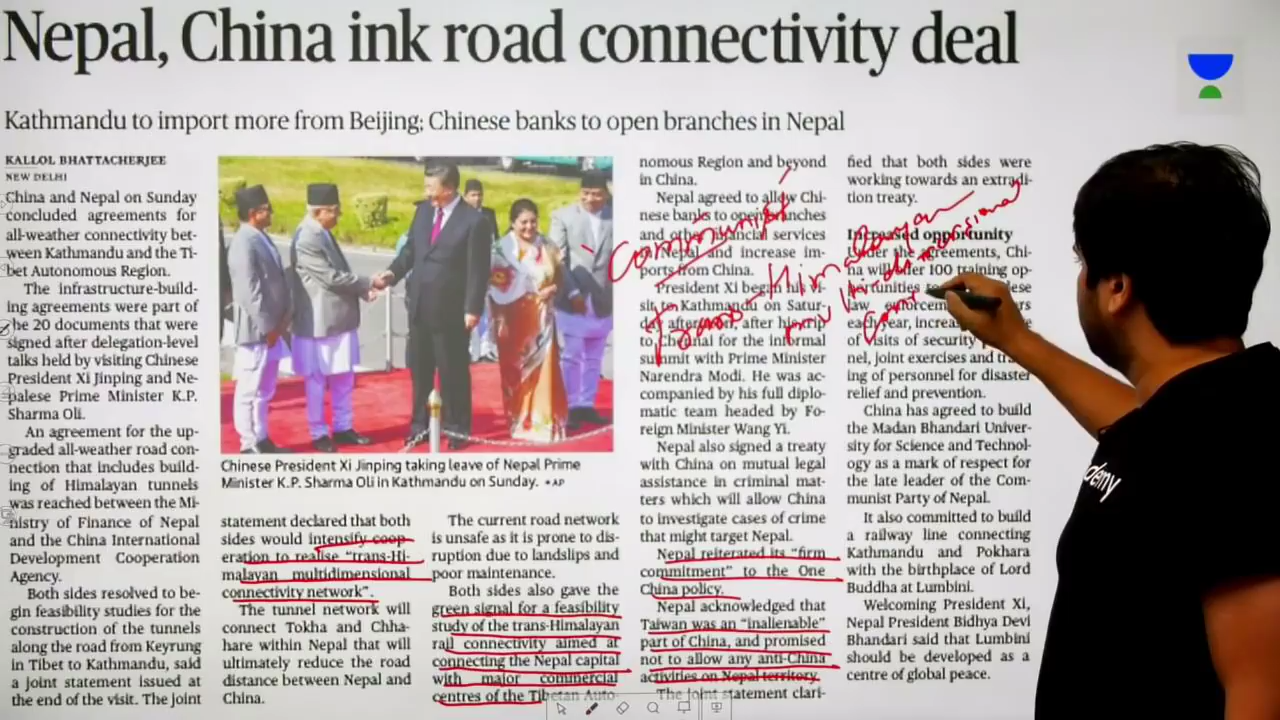 Nepal, China ink road connectivity deal
Kathmandu to import more from Beijing; Chinese banks to open branches in Nepal
KALLOL BHATTACHERJEE
NEW DELHI
China and Nepal on Sunday
concluded agreements for
all-weather connectivity bet-
ween Kathmandu and the Ti-
bet Autonomous Region.
The infrastructure-build-
ing agreements were part of
the 20 documents that were
signed after delegation-level
talks held by visiting Chinese
President Xi Jinping and Ne-
palese Prime Minister K.P.
Sharma Oli.
An agreement for the up-
graded all-weather road con-
nection that includes build-
ing of Himalayan tunnels
was reached between the Mi-
nistry of Finance of Nepal
and the China International
Development Cooperation
Agency.
Both sides resolved to be-
gin feasibility studies for the
construction of the tunnels
along the road from Keyrung
in Tibet to Kathmandu, said
a joint statement issued at
the end of the visit. The joint
Chinese President Xi Jinping taking leave of Nepal Prime
Minister K.P. Sharma Oli in Kathmandu on Sunday. •AP
statement declared that both
sides would intensify coop-
eration to realise “trans-Hi-
malayan multidimensional
connectivity network”.
The tunnel network will
connect Tokha and Chha-
hare within Nepal that will
ultimately reduce the road
distance between Nepal and
China.
The current road network
is unsafe as it is prone to dis-
ruption due to landslips and
poor maintenance.
Both sides also gave the
green signal for a feasibility
study of the trans-Himalayan
rail connectivity aimed at
connecting the Nepal capital
with major commercial
centres of the Tibetan Auto-
nomous Region and beyond
in China.
Nepal agreed to allow Chi-
nese banks to open branches
and other financial services
in Nepal and increase im-
ports from China.
President Xi began his vi-
sit to Kathmandu on Satur-
day afternoon, after his trip
to Chennai for the informal
summit with Prime Minister
Narendra Modi. He was ac-
companied by his full diplo-
matic team headed by Fo-
reign Minister Wang Yi.
Nepal also signed a treaty
with China on mutual legal
assistance in criminal mat-
ters which will allow China
to investigate cases of crime
that might target Nepal.
Nepal reiterated its “firm
commitment” to the One
China policy.
Nepal acknowledged that
Taiwan was an “inalienable”
part of China, and promised
not to allow any anti-China
activities on Nepal territory.
The joint statement clari-
fied that both sides were
working towards an extradi-
tion treaty.
Increased opportunity
Under the agreements, Chi-
na will offer 100 training op-
portunities to
law enforcem
each year, increas
of visits of security
nel, joint exercises and
ing of personnel for disaster
relief and prevention.
China has agreed to build
the Madan Bhandari Univer-
sity for Science and Technol-
ogy as a mark of respect for
the late leader of the Com-
munist Party of Nepal.
It also committed to build
a railway line connecting
Kathmandu and Pokhara
with the birthplace of Lord
Buddha at Lumbini.
Welcoming President Xi,
Nepal President Bidhya Devi
Bhandari said that Lumbini
should be developed as a
centre of global peace.
Communist
Trans-Himalayan
multidimensional
conn
demy